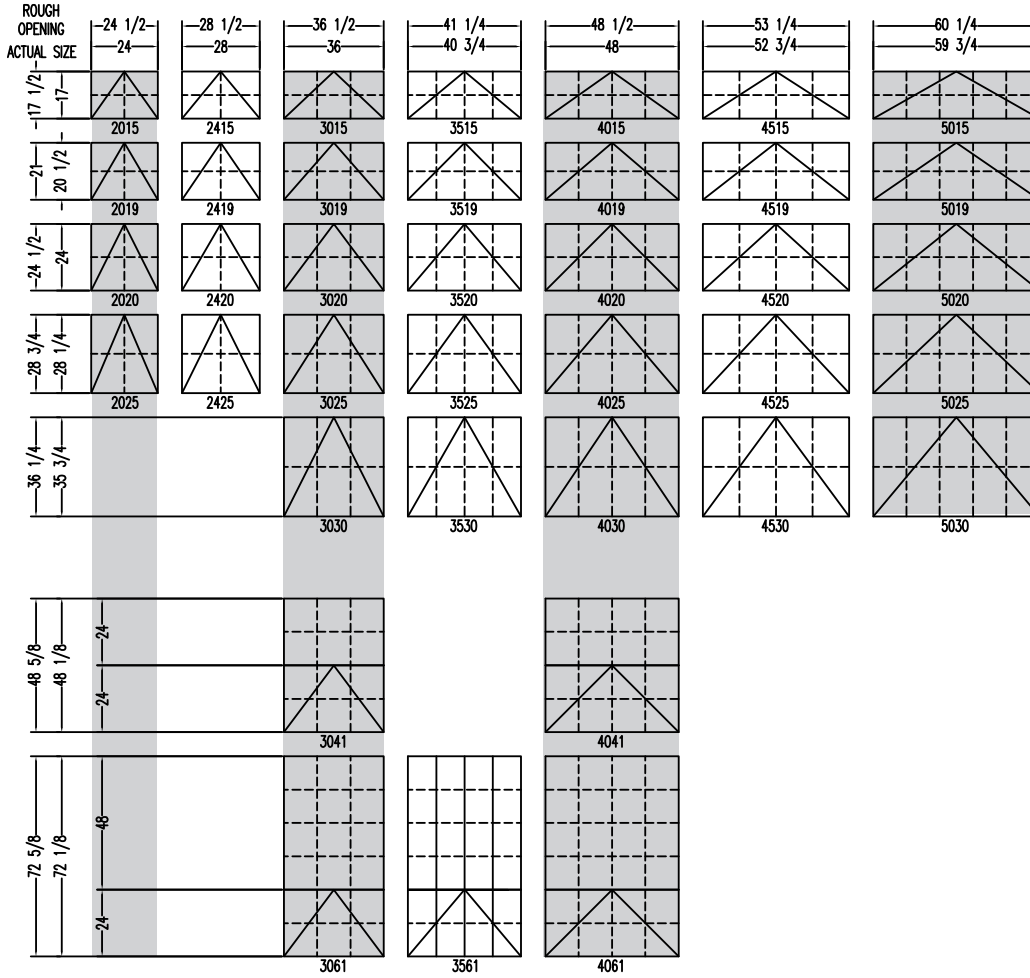 ROUGH OPENING 24 1/2 28 1/2 36 1/2 41 1/4 48 1/2 53 1/4 60 1/4
ACTUAL SIZE 24 28 36 40 3/4 48 52 3/4 59 3/4
17 1/2 17
2015 2415 3015 3515 4015 4515 5015
21 20 1/2
2019 2419 3019 3519 4019 4519 5019
24 1/2 24
2020 2420 3020 3520 4020 4520 5020
28 3/4 28 1/4
2025 2425 3025 3525 4025 4525 5025
36 1/4 35 3/4
3030 3530 4030 4530 5030
48 5/8 48 1/8 24 24
3041 4041
72 5/8 72 1/8 48 24
3061 3561 4061